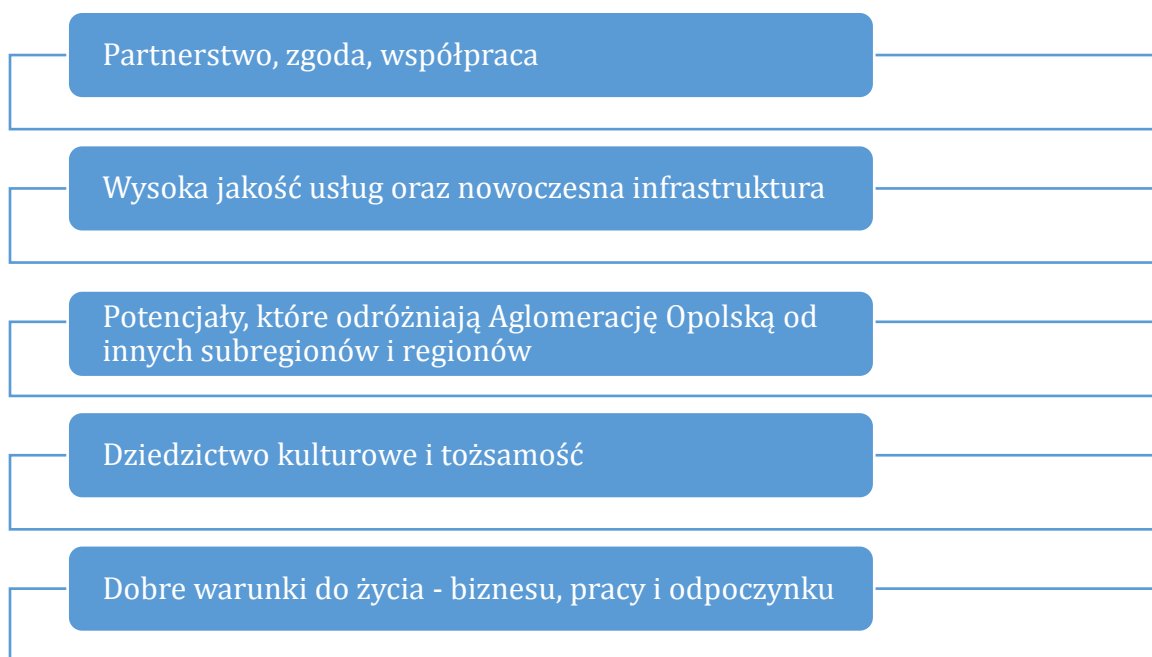 Partnerstwo, zgoda, współpraca
Wysoka jakość usług oraz nowoczesna infrastruktura
Potencjały, które odróżniają Aglomerację Opolską od
innych subregionów i regionów
Dziedzictwo kulturowe i tożsamość
Dobre warunki do życia - biznesu, pracy i odpoczynku